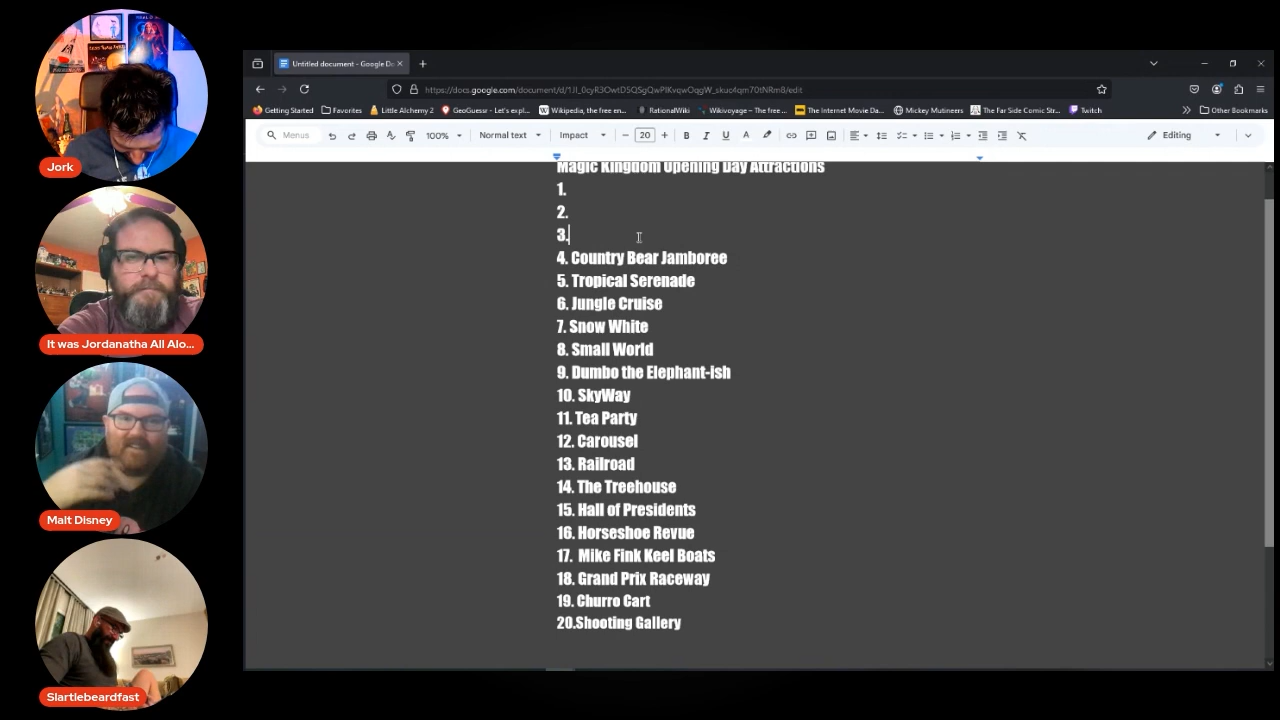 Jork
It was Jordanatha All Alo...
Malt Disney
Slartlebeardfast
Untitled document - Google Do
Getting Started
Favorites
Little Alchemy 2
GeoGuessr - Let's expl...
Wikipedia, the free en...
RationalWiki
Wikivoyage – The free...
The Internet Movie Da...
Mickey Mutineers
The Far Side Comic Str...
Twitch
Other Bookmarks
Menus
100%
Normal text
Impact
20
Editing
Magic Kingdom Opening Day Attractions
1.
2.
3.
4. Country Bear Jamboree
5. Tropical Serenade
6. Jungle Cruise
7. Snow White
8. Small World
9. Dumbo the Elephant-ish
10. SkyWay
11. Tea Party
12. Carousel
13. Railroad
14. The Treehouse
15. Hall of Presidents
16. Horseshoe Revue
17. Mike Fink Keel Boats
18. Grand Prix Raceway
19. Churro Cart
20.Shooting Gallery